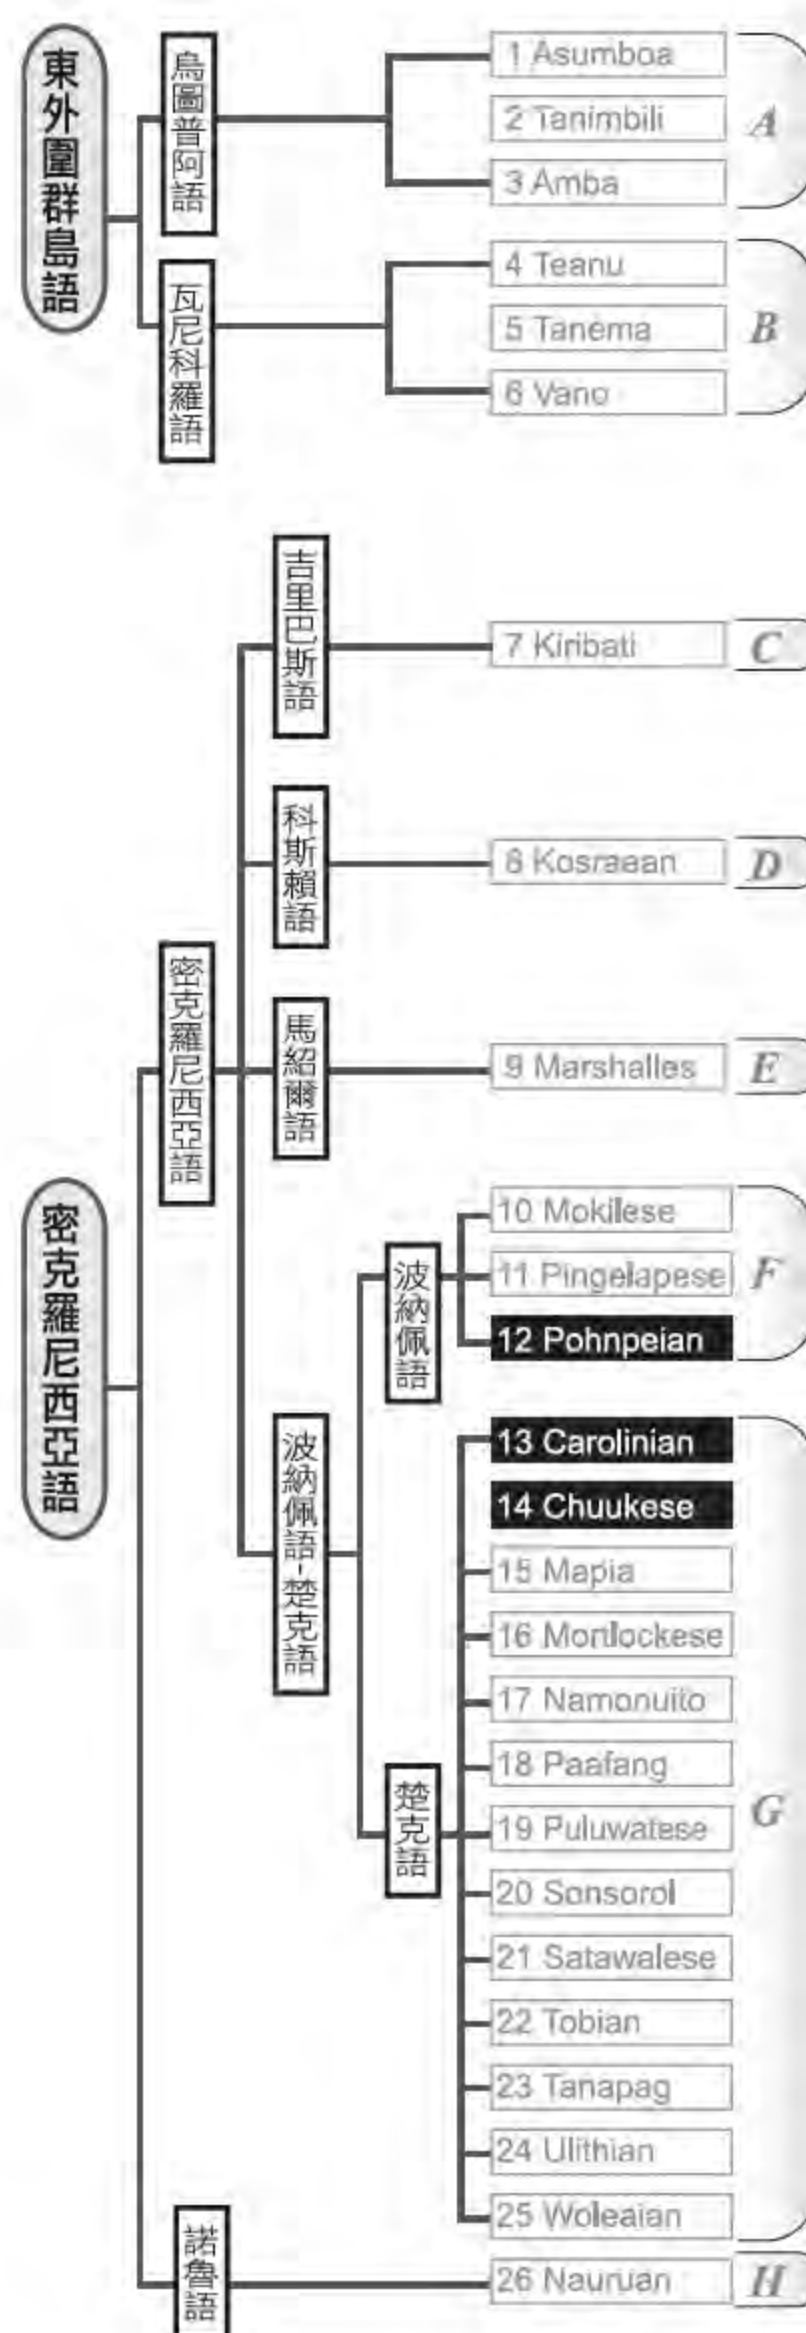 東外圍群島語
烏圖普阿語
1 Asumboa
2 Tanimbili
3 Amba
A
瓦尼科羅語
4 Teanu
5 Tanema
6 Vano
B
密克羅尼西亞語
密克羅尼西亞語
吉里巴斯語
7 Kiribati
C
科斯賴語
8 Kosraean
D
馬紹爾語
9 Marshalles
E
波納佩語-楚克語
波納佩語
10 Mokilese
11 Pingelapese
12 Pohnpeian
F
楚克語
13 Carolinian
14 Chuukese
15 Mapia
16 Mortlockese
17 Namonuito
18 Paafang
19 Puluwatese
20 Sonsorol
21 Satawalese
22 Tobian
23 Tanapag
24 Ulithian
25 Woleaian
G
諾魯語
26 Nauruan
H